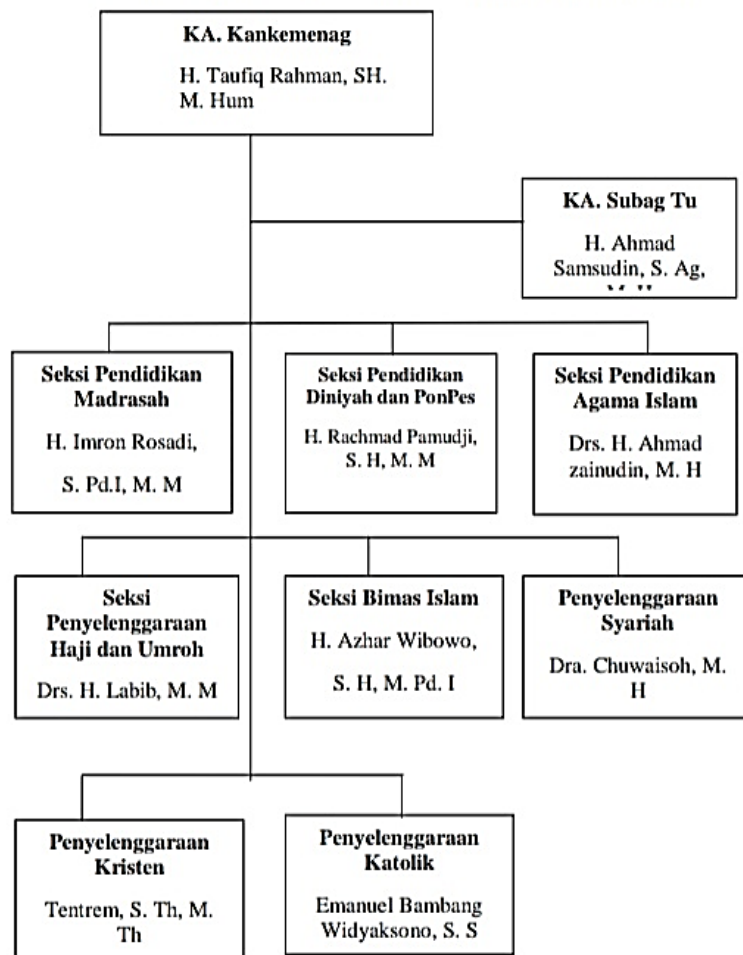 KA. Kankemenag
H. Taufiq Rahman, SH.
M. Hum
KA. Subag Tu
H. Ahmad
Samsudin, S. Ag,
Seksi Pendidikan
Madrasah
H. Imron Rosadi,
S. Pd.I, M. M
Seksi Pendidikan
Diniyah dan PonPes
H. Rachmad Pamudji,
S. H, M. M
Seksi Pendidikan
Agama Islam
Drs. H. Ahmad
zainudin, M. H
Seksi
Penyelenggaraan
Haji dan Umroh
Drs. H. Labib, M. M
Seksi Bimas Islam
H. Azhar Wibowo,
S. H, M. Pd. I
Penyelenggaraan
Syariah
Dra. Chuwaisoh, M.
H
Penyelenggaraan
Kristen
Tentrem, S. Th, M.
Th
Penyelenggaraan
Katolik
Emanuel Bambang
Widyaksono, S. S